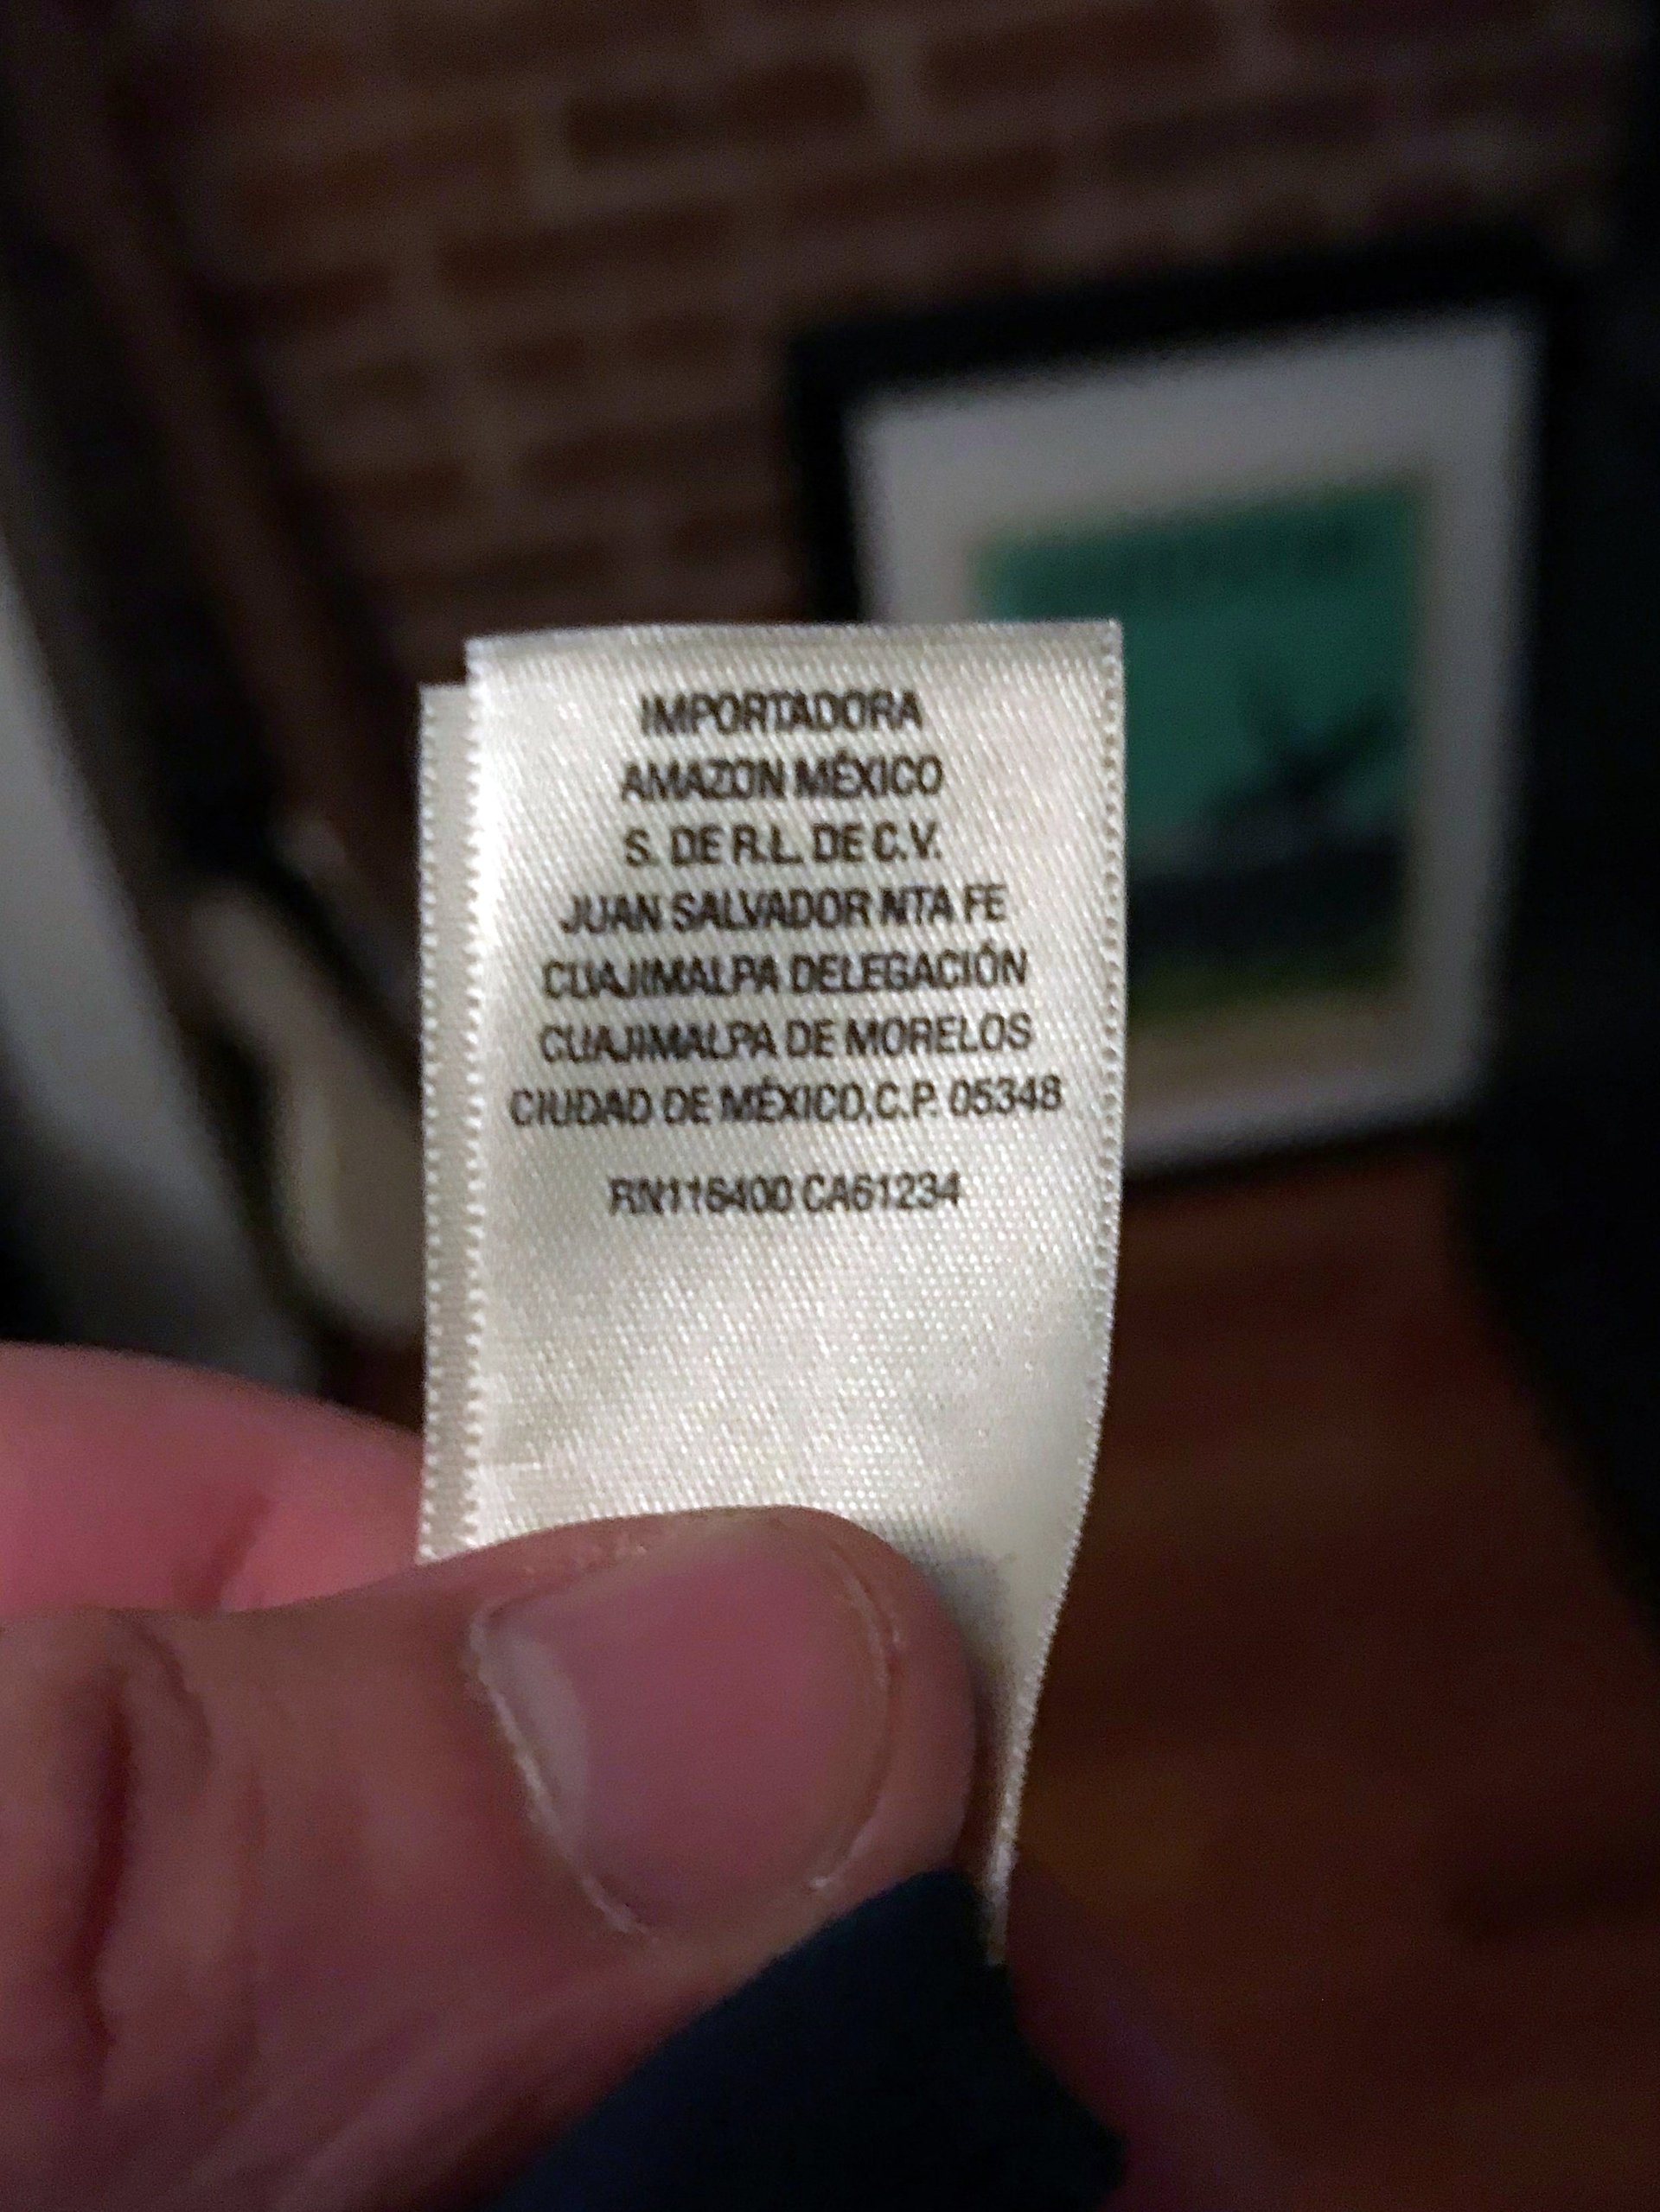 IMPORTADORA
AMAZON MÉXICO
S. DE R.L. DE C.V.
JUAN SALVADOR NTA FE
CUAJIMALPA DELEGACIÓN
CUAJIMALPA DE MORELOS
CIUDAD DE MÉXICO,C.P. 05348
RN116400 CA61234